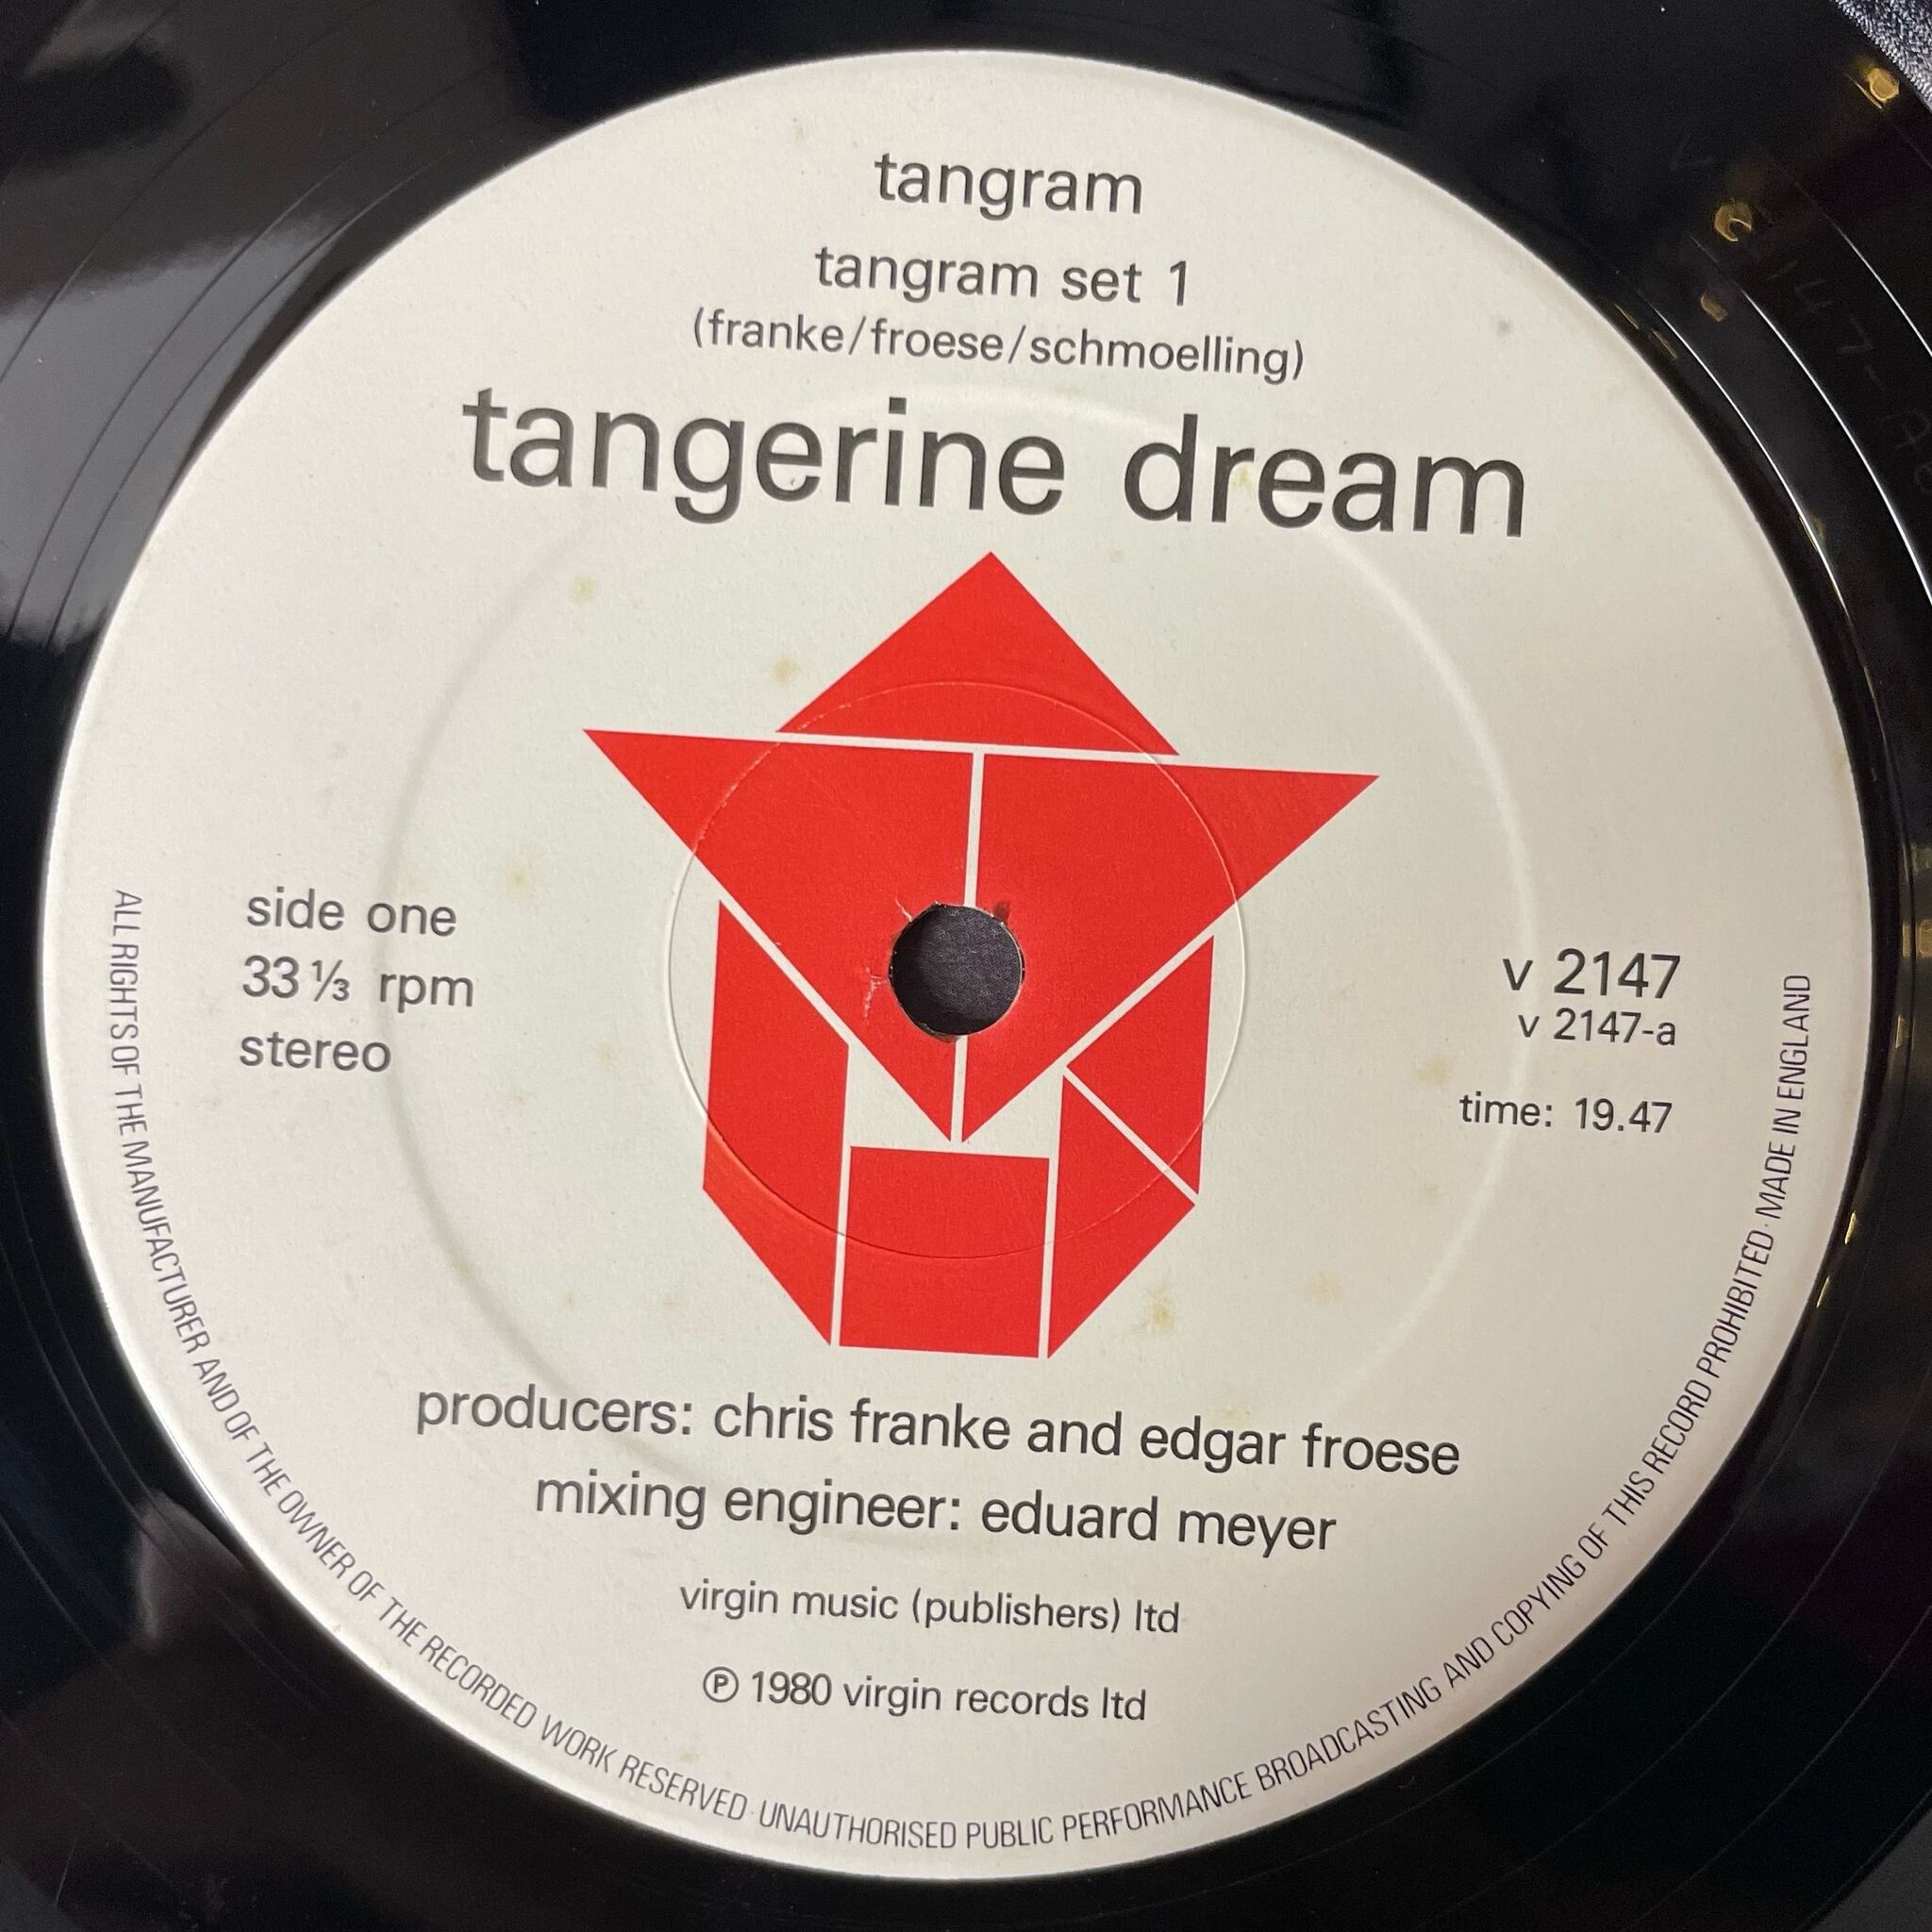 tangram
tangram set 1
(franke/froese/schmoelling)
tangerine dream
side one
33⅓ rpm
stereo
v 2147
v 2147-a
time: 19.47
producers: chris franke and edgar froese
mixing engineer: eduard meyer
virgin music (publishers) ltd
℗ 1980 virgin records ltd
ALL RIGHTS OF THE MANUFACTURER AND OF THE OWNER OF THE RECORDED WORK RESERVED · UNAUTHORISED PUBLIC PERFORMANCE BROADCASTING AND COPYING OF THIS RECORD PROHIBITED · MADE IN ENGLAND